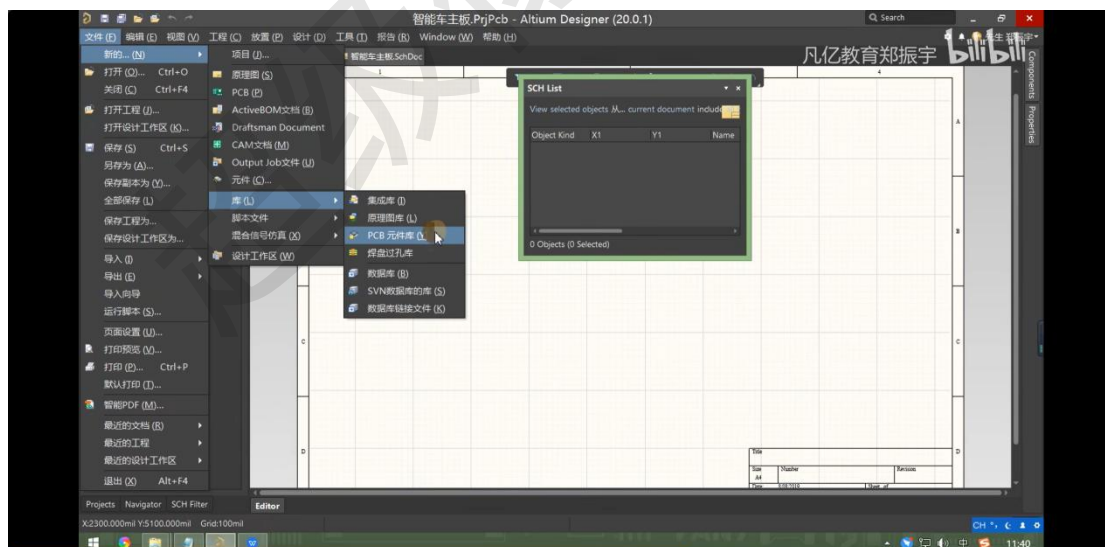 智能车主板.PrjPcb - Altium Designer (20.0.1)
Search
文件 (F) 编辑 (E) 视图 (V) 工程 (C) 放置 (P) 设计 (D) 工具 (T) 报告 (R) Window (W) 帮助 (H)
凡亿教育郑振宇
bilibili
新的... (N)
打开 (O)... Ctrl+O
关闭 (C) Ctrl+F4
打开工程 (J)...
打开设计工作区 (K)...
保存 (S) Ctrl+S
另存为 (A)...
保存副本为 (Y)...
全部保存 (L)
保存工程为...
保存设计工作区为...
导入 (I)
导出 (E)
导入向导
运行脚本 (S)...
页面设置 (U)...
打印预览 (V)...
打印 (P)... Ctrl+P
默认打印 (T)...
智能PDF (M)...
最近的文档 (R)
最近的工程
最近的设计工作区
退出 (X) Alt+F4
项目 (J)...
原理图 (S)
PCB (P)
ActiveBOM文档 (B)
Draftsman Document
CAM文档 (M)
Output Job文件 (U)
元件 (C)...
库 (L)
脚本文件
混合信号仿真 (X)
设计工作区 (W)
集成库 (I)
原理图库 (L)
PCB 元件库 (Y)
焊盘过孔库
数据库 (B)
SVN数据库的库 (S)
数据库链接文件 (K)
智能车主板.SchDoc
1
4
SCH List
View selected objects 从... current document include
Object Kind X1 Y1 Name
0 Objects (0 Selected)
A
B
C
C
D
D
Components
Properties
Title
Size
A4
Number
Revision
Sheet of
Projects Navigator SCH Filter
Editor
X:2300.000mil Y:5100.000mil Grid:100mil
CH
中
11:40